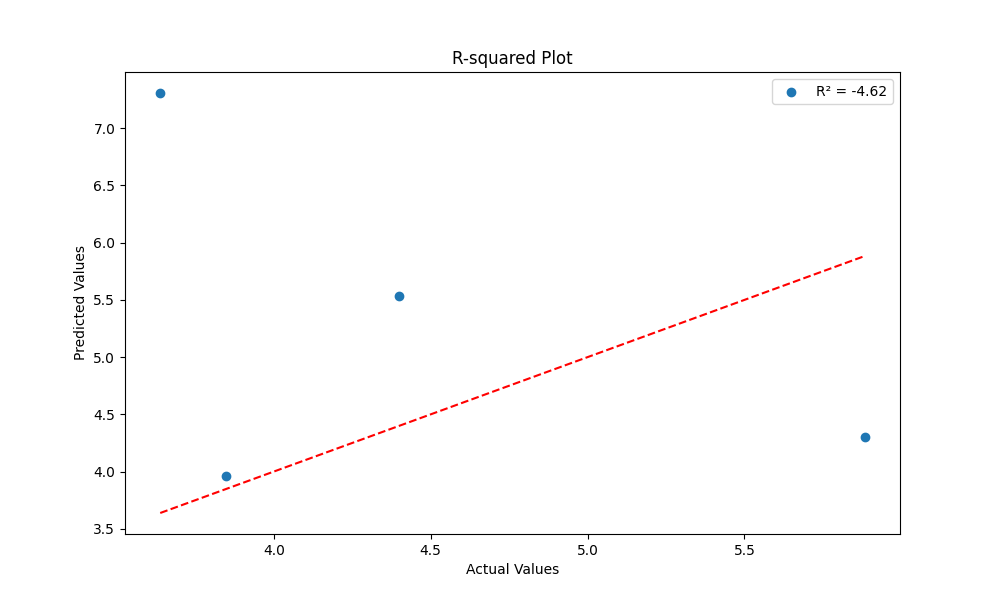 R-squared Plot
R² = -4.62
7.0
6.5
6.0
5.5
5.0
4.5
4.0
3.5
Predicted Values
4.0 4.5 5.0 5.5
Actual Values